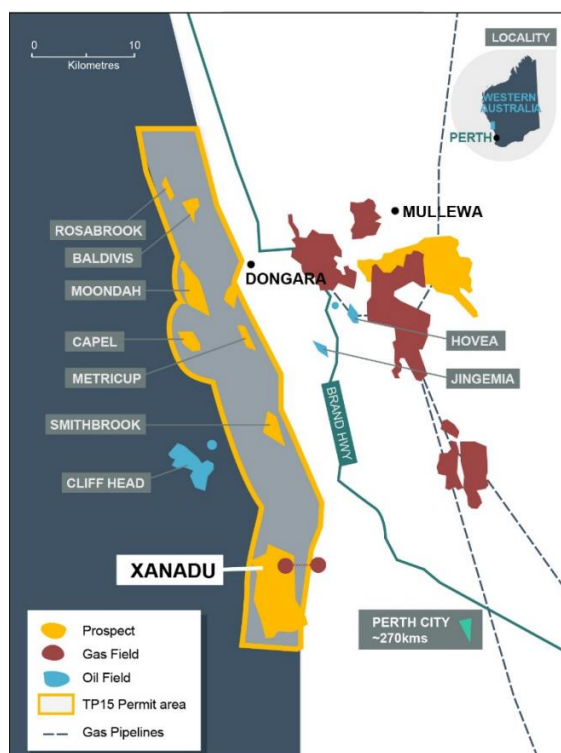 0 10
Kilometres
LOCALITY
WESTERN
AUSTRALIA
PERTH
MULLEWA
ROSABROOK
BALDIVIS
DONGARA
MOONDAH
CAPEL
HOVEA
METRICUP
JINGEMIA
BRAND HWY
SMITHBROOK
CLIFF HEAD
XANADU
PERTH CITY
~270kms
Prospect
Gas Field
Oil Field
TP15 Permit area
Gas Pipelines